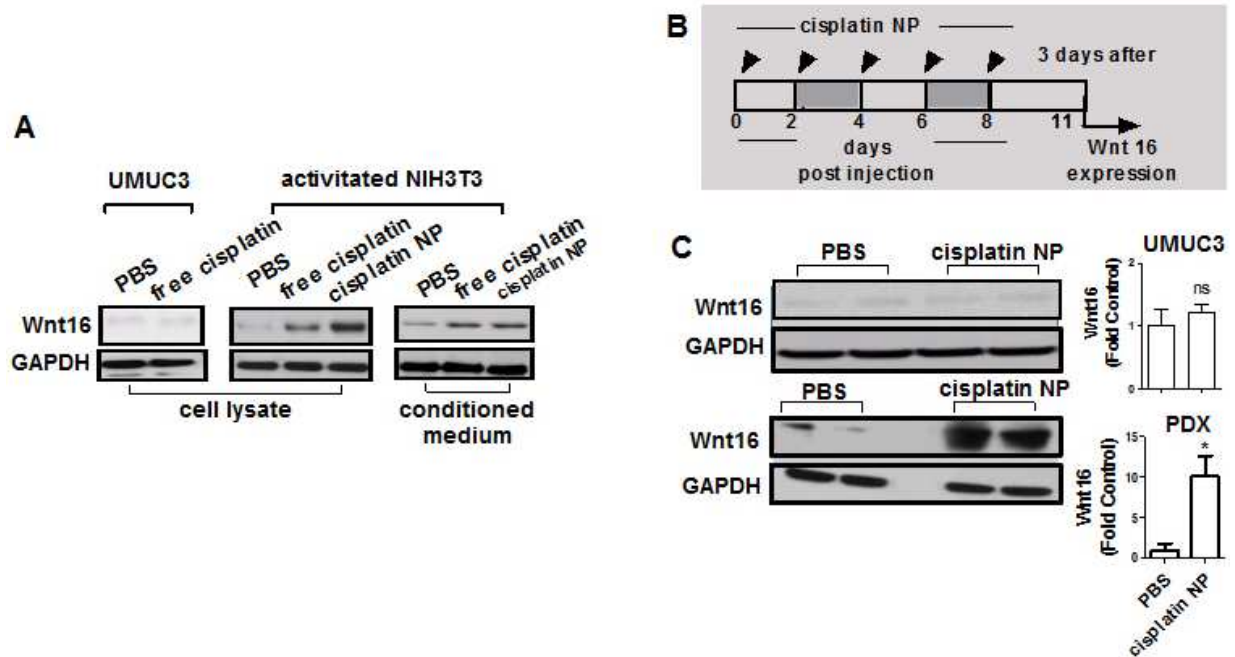 A
UMUC3
activitated NIH3T3
PBS
free cisplatin
PBS
free cisplatin
cisplatin NP
PBS
free cisplatin
cisplatin NP
Wnt16
GAPDH
cell lysate
conditioned
medium
B
cisplatin NP
3 days after
0 2 4 6 8 11
days
post injection
Wnt 16
expression
C
PBS
cisplatin NP
Wnt16
GAPDH
PBS
cisplatin NP
Wnt16
GAPDH
UMUC3
Wnt16
(Fold Control)
2
1
0
ns
PDX
Wnt16
(Fold Control)
15
10
5
0
*
PBS
cisplatin NP